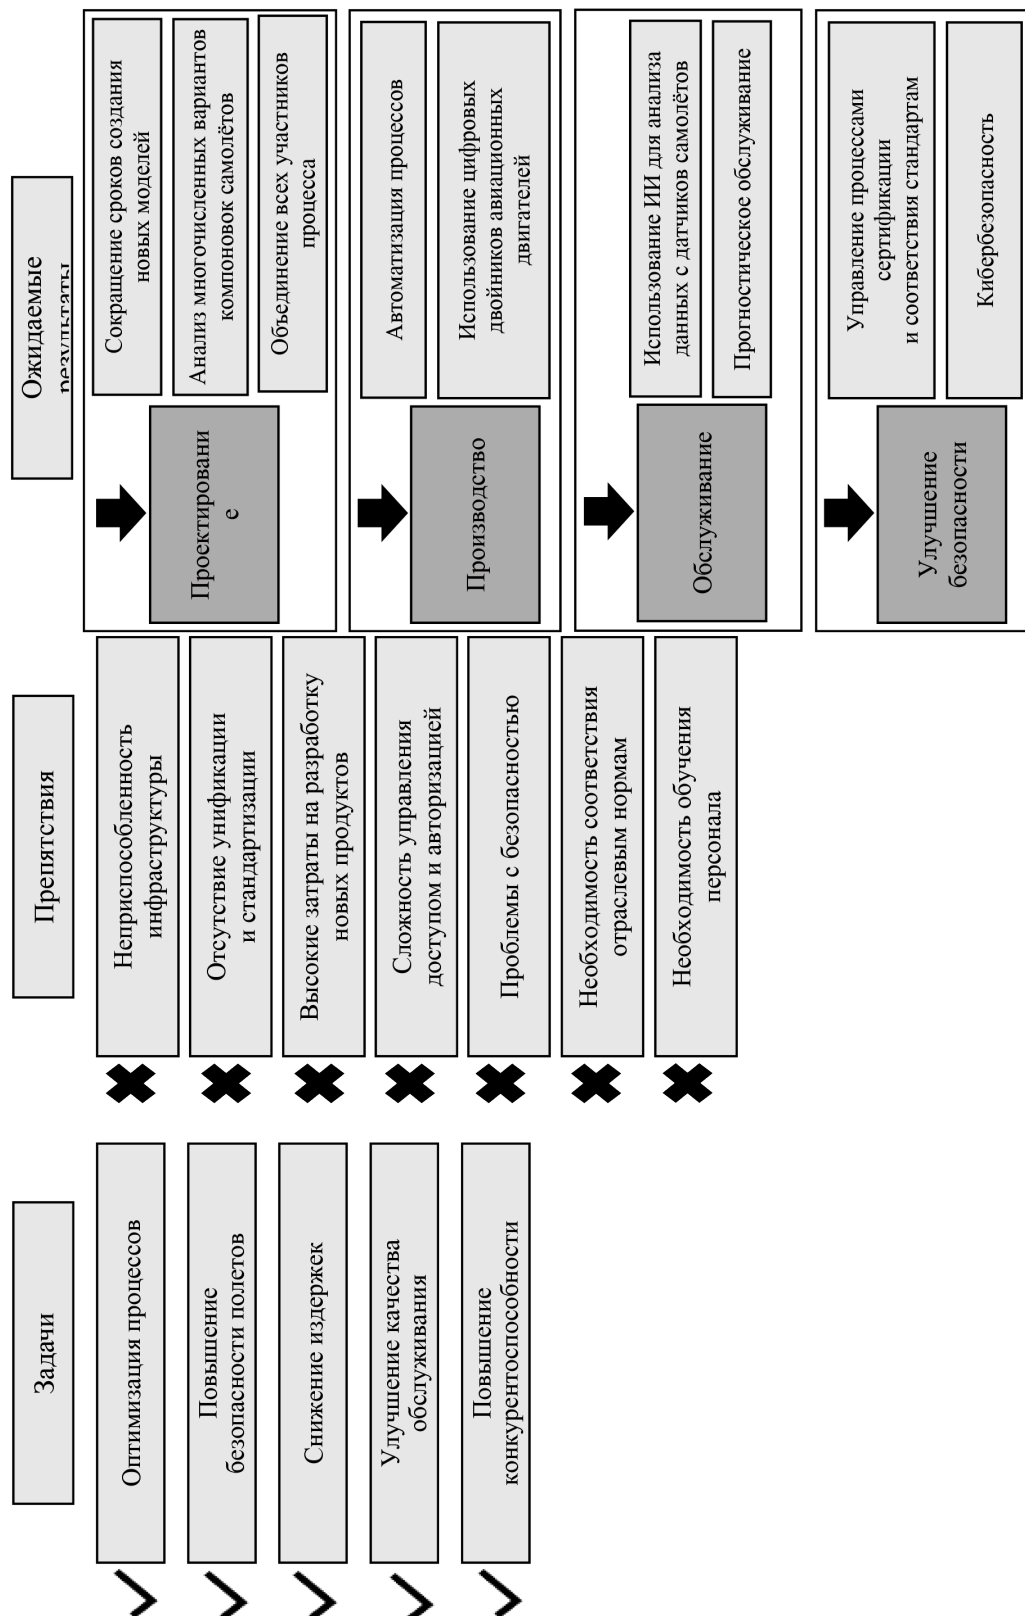 Задачи
Оптимизация процессов
Повышение
безопасности полетов
Снижение издержек
Улучшение качества
обслуживания
Повышение
конкурентоспособности
Препятствия
Неприспособленность
инфраструктуры
Отсутствие унификации
и стандартизации
Высокие затраты на разработку
новых продуктов
Сложность управления
доступом и авторизацией
Проблемы с безопасностью
Необходимость соответствия
отраслевым нормам
Необходимость обучения
персонала
Ожидаемые
результаты
Проектировани
е
Сокращение сроков создания
новых моделей
Анализ многочисленных вариантов
компоновок самолётов
Объединение всех участников
процесса
Производство
Автоматизация процессов
Использование цифровых
двойников авиационных
двигателей
Обслуживание
Использование ИИ для анализа
данных с датчиков самолётов
Прогностическое обслуживание
Улучшение
безопасности
Управление процессами
сертификации
и соответствия стандартам
Кибербезопасность